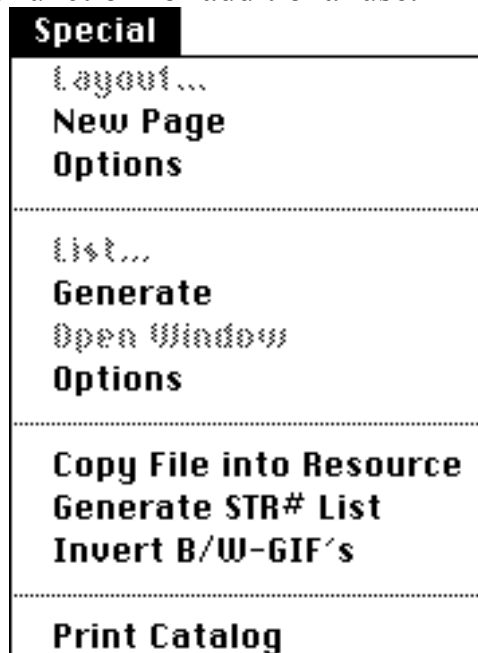 Special
Layout...
New Page
Options
List...
Generate
Open Window
Options
Copy File into Resource
Generate STR# List
Invert B/W-GIF´s
Print Catalog